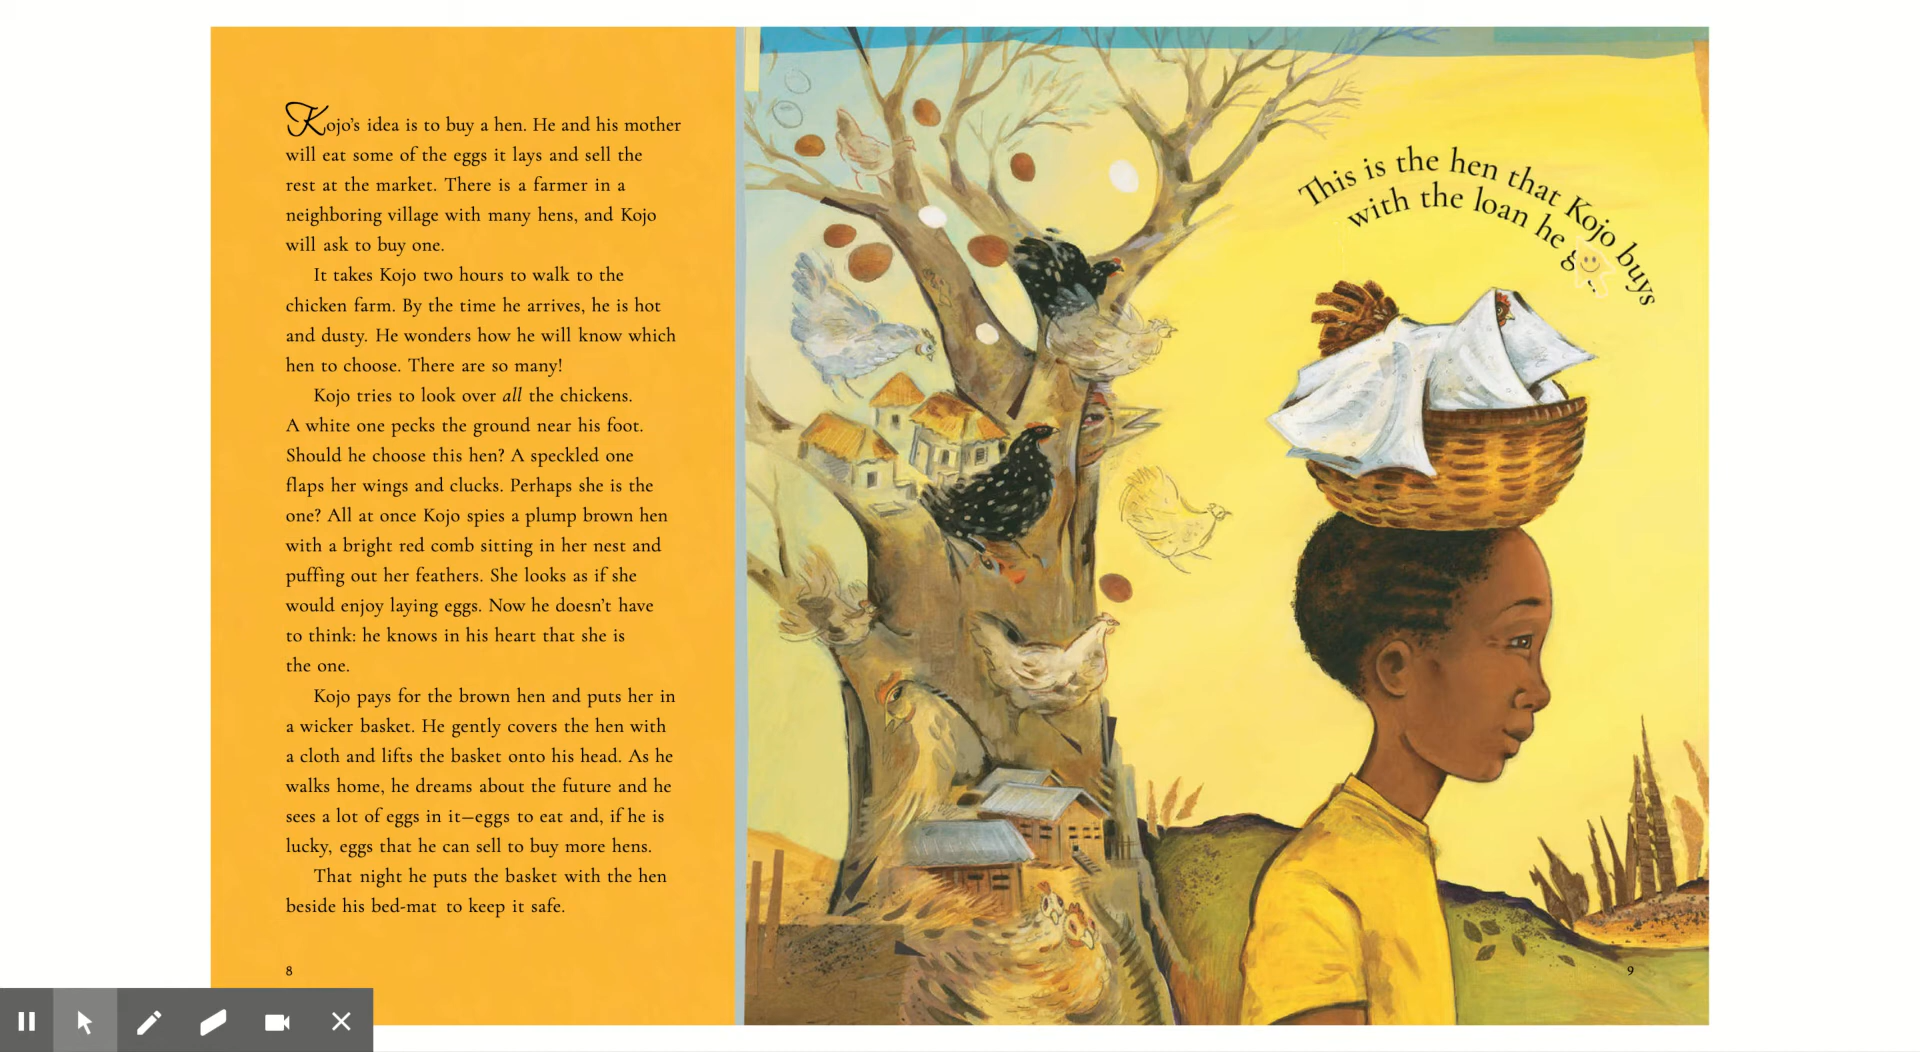 Kojo's idea is to buy a hen. He and his mother
will eat some of the eggs it lays and sell the
rest at the market. There is a farmer in a
neighboring village with many hens, and Kojo
will ask to buy one.
It takes Kojo two hours to walk to the
chicken farm. By the time he arrives, he is hot
and dusty. He wonders how he will know which
hen to choose. There are so many!
Kojo tries to look over all the chickens.
A white one pecks the ground near his foot.
Should he choose this hen? A speckled one
flaps her wings and clucks. Perhaps she is the
one? All at once Kojo spies a plump brown hen
with a bright red comb sitting in her nest and
puffing out her feathers. She looks as if she
would enjoy laying eggs. Now he doesn't have
to think: he knows in his heart that she is
the one.
Kojo pays for the brown hen and puts her in
a wicker basket. He gently covers the hen with
a cloth and lifts the basket onto his head. As he
walks home, he dreams about the future and he
sees a lot of eggs in it—eggs to eat and, if he is
lucky, eggs that he can sell to buy more hens.
That night he puts the basket with the hen
beside his bed-mat to keep it safe.
8
This is the hen that Kojo buys
with the loan he
9